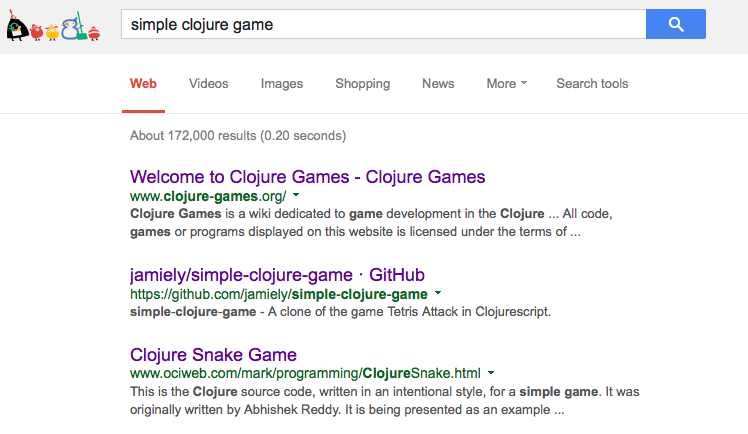 simple clojure game
Web Videos Images Shopping News More Search tools
About 172,000 results (0.20 seconds)
Welcome to Clojure Games - Clojure Games
www.clojure-games.org/
Clojure Games is a wiki dedicated to game development in the Clojure ... All code,
games or programs displayed on this website is licensed under the terms of ...
jamiely/simple-clojure-game · GitHub
https://github.com/jamiely/simple-clojure-game
simple-clojure-game - A clone of the game Tetris Attack in Clojurescript.
Clojure Snake Game
www.ociweb.com/mark/programming/ClojureSnake.html
This is the Clojure source code, written in an intentional style, for a simple game. It was
originally written by Abhishek Reddy. It is being presented as an example ...